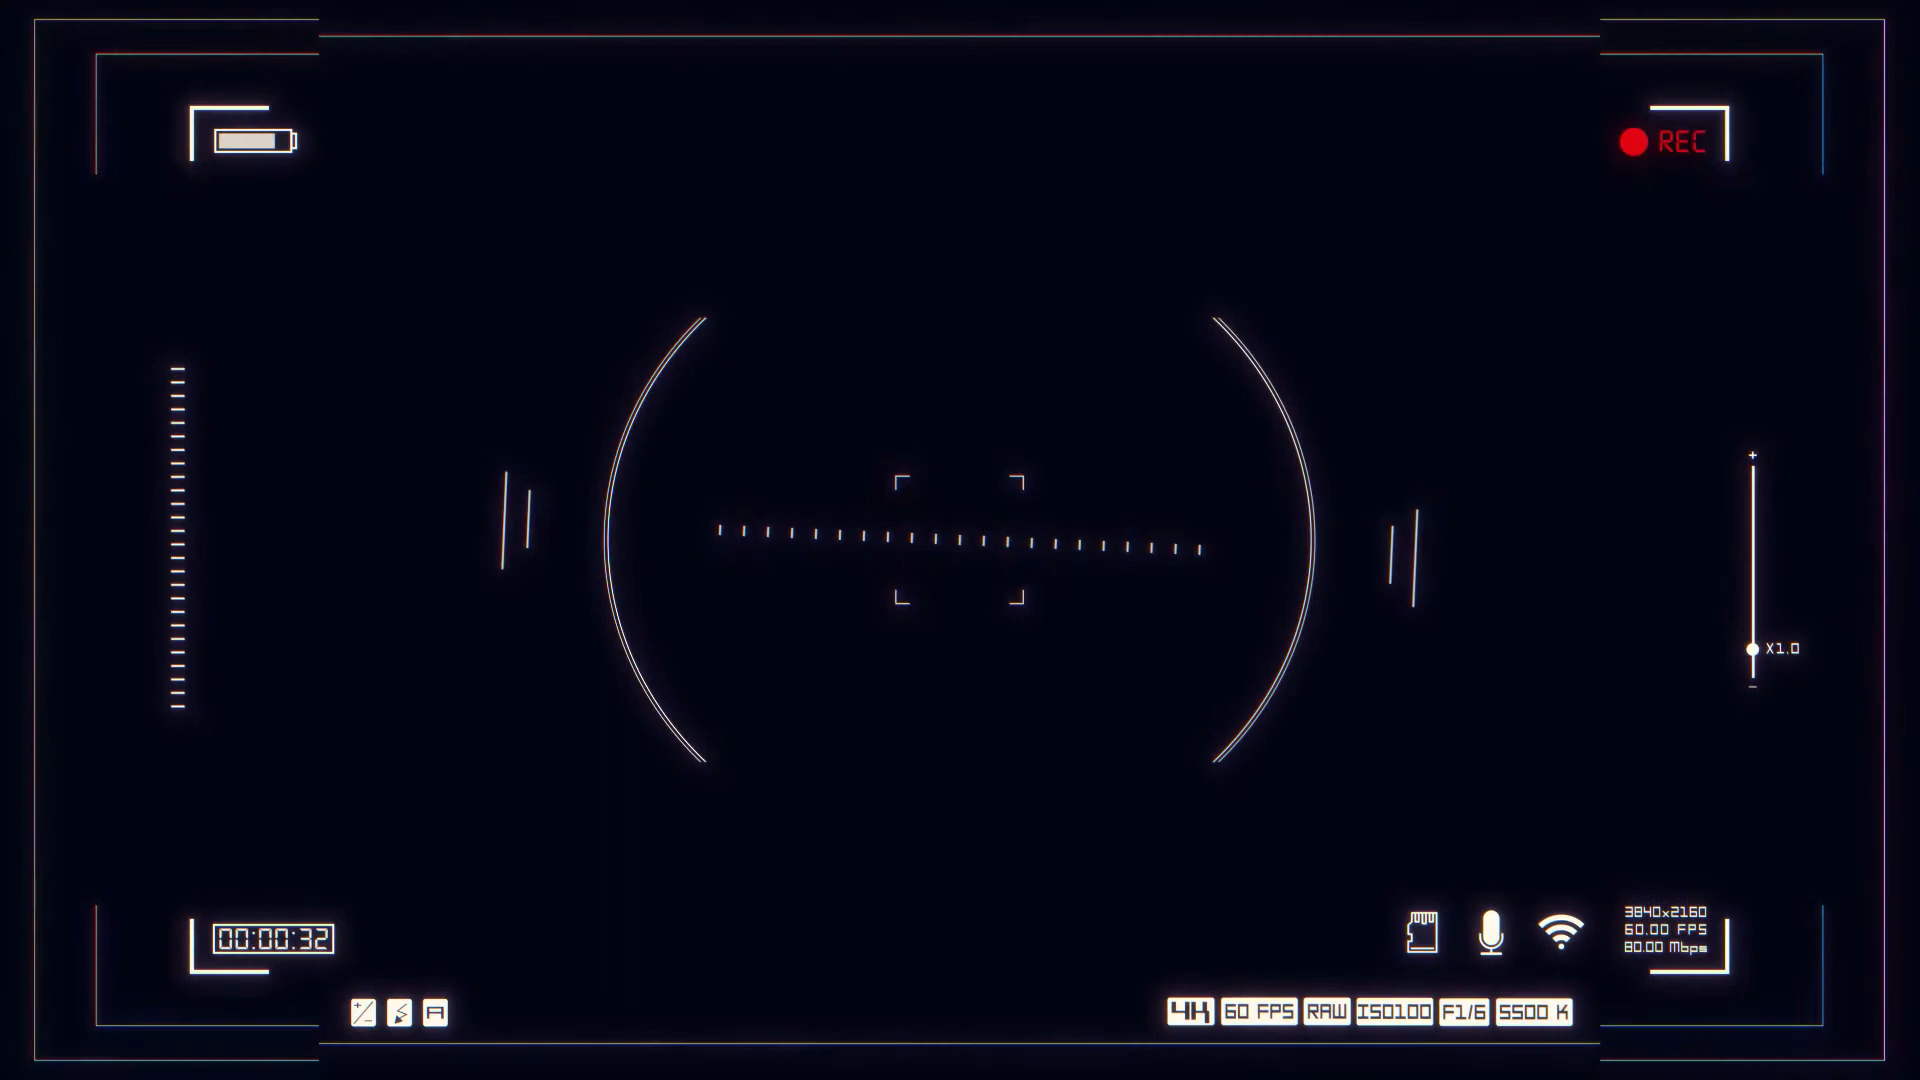 REC
X1.0
00:00:32
3840x2160
60.00 FPS
80.00 Mbps
A
4K 60 FPS RAW ISO100 F1/6 5500 K